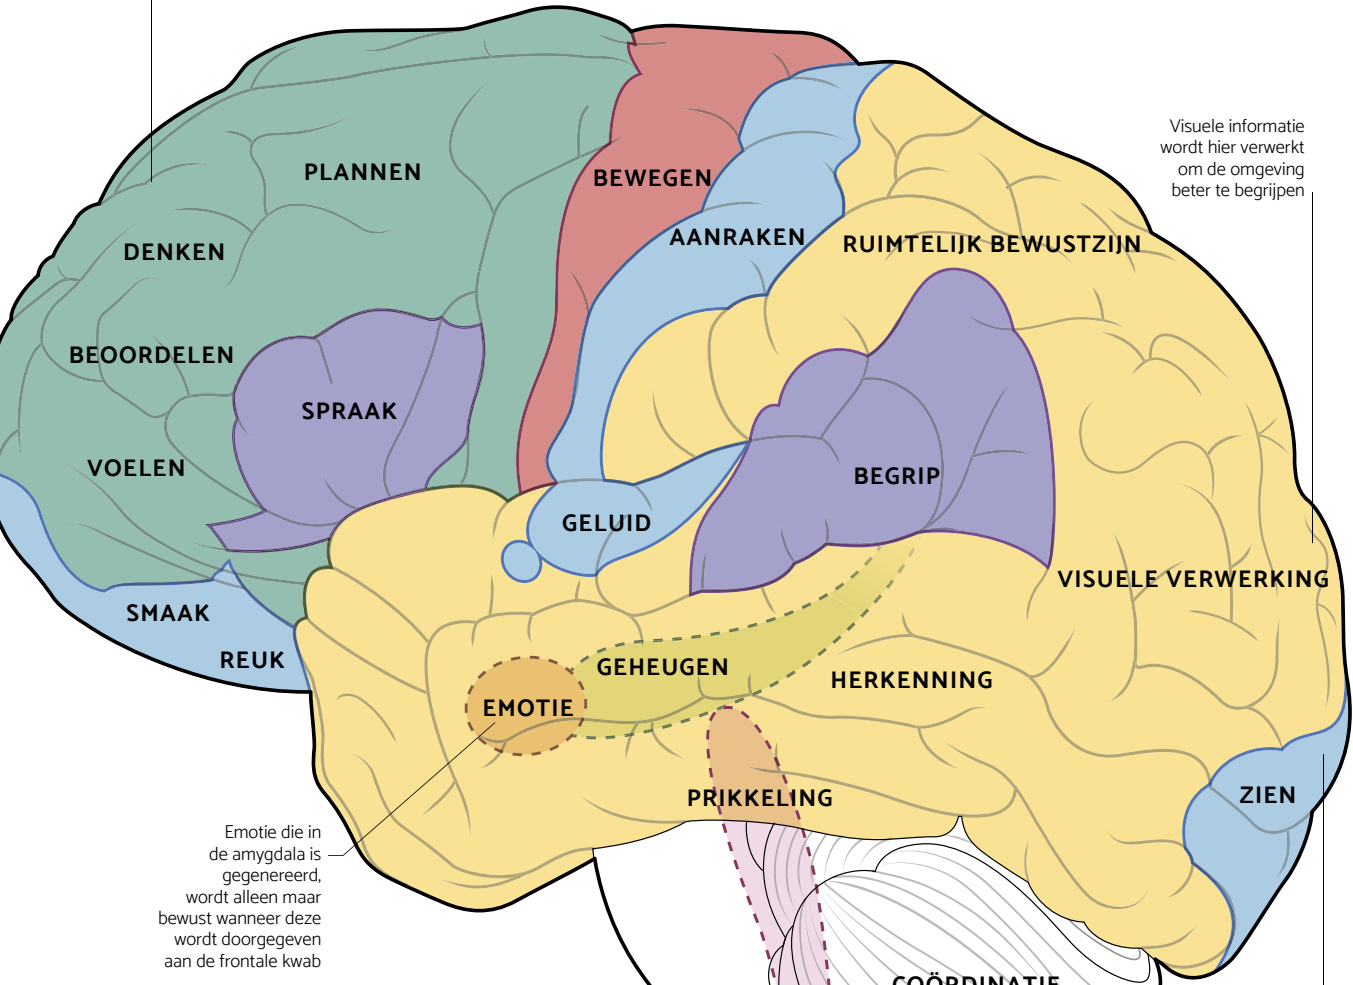 Visuele informatie
wordt hier verwerkt
om de omgeving
beter te begrijpen
PLANNEN
BEWEGEN
AANRAKEN
RUIMTELIJK BEWUSTZIJN
DENKEN
BEOORDELEN
SPRAAK
VOELEN
BEGRIP
GELUID
VISUELE VERWERKING
SMAAK
REUK
GEHEUGEN
HERKENNING
EMOTIE
PRIKKELING
ZIEN
Emotie die in
de amygdala is
gegenereerd,
wordt alleen maar
bewust wanneer deze
wordt doorgegeven
aan de frontale kwab
COÖRDINATIE